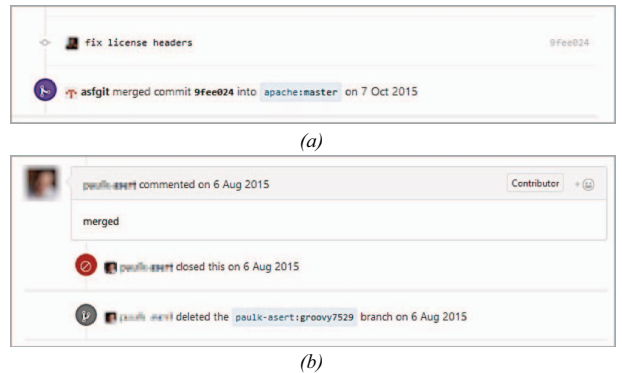 fix license headers 9fee024
asfgit merged commit 9fee024 into apache:master on 7 Oct 2015
(a)
commented on 6 Aug 2015 Contributor +
merged
closed this on 6 Aug 2015
deleted the paulk-asert:groovy7529 branch on 6 Aug 2015
(b)